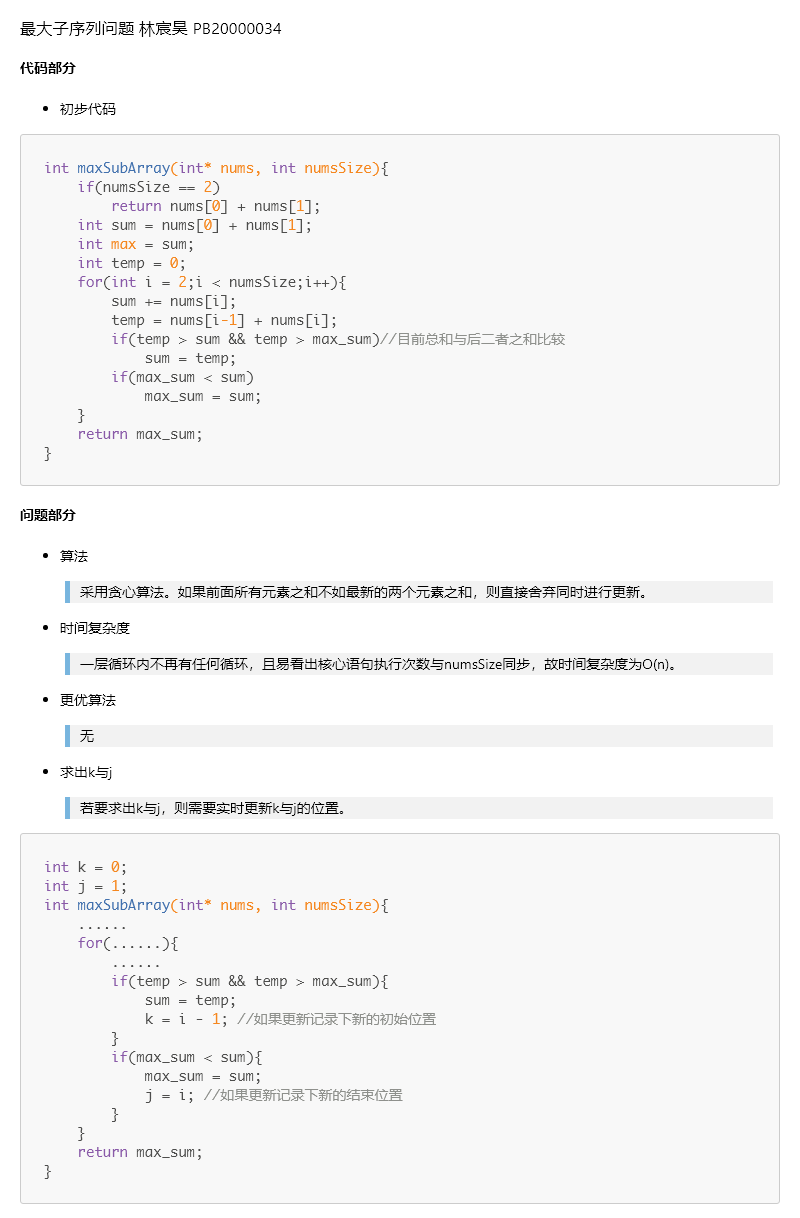 最大子序列问题 林宸昊 PB20000034
代码部分
初步代码
int maxSubArray(int* nums, int numsSize){
    if(numsSize == 2)
        return nums[0] + nums[1];
    int sum = nums[0] + nums[1];
    int max = sum;
    int temp = 0;
    for(int i = 2;i < numsSize;i++){
        sum += nums[i];
        temp = nums[i-1] + nums[i];
        if(temp > sum && temp > max_sum)//目前总和与后二者之和比较
            sum = temp;
        if(max_sum < sum)
            max_sum = sum;
    }
    return max_sum;
}
问题部分
算法
采用贪心算法。如果前面所有元素之和不如最新的两个元素之和，则直接舍弃同时进行更新。
时间复杂度
一层循环内不再有任何循环，且易看出核心语句执行次数与numsSize同步，故时间复杂度为O(n)。
更优算法
无
求出k与j
若要求出k与j，则需要实时更新k与j的位置。
int k = 0;
int j = 1;
int maxSubArray(int* nums, int numsSize){
    ......
    for(......){
        ......
        if(temp > sum && temp > max_sum){
            sum = temp;
            k = i - 1; //如果更新记录下新的初始位置
        }
        if(max_sum < sum){
            max_sum = sum;
            j = i; //如果更新记录下新的结束位置
        }
    }
    return max_sum;
}